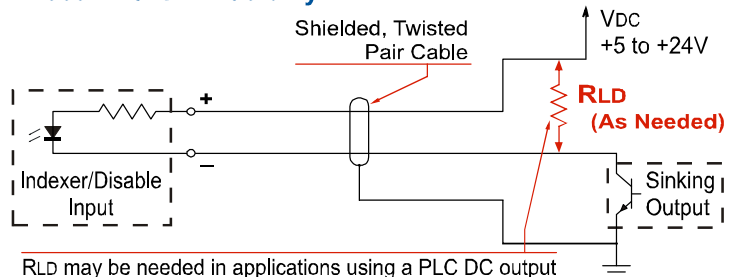 Shielded, Twisted
Pair Cable
VDC
+5 to +24V
+
RLD
(As Needed)
–
Indexer/Disable
Input
Sinking
Output
RLD may be needed in applications using a PLC DC output